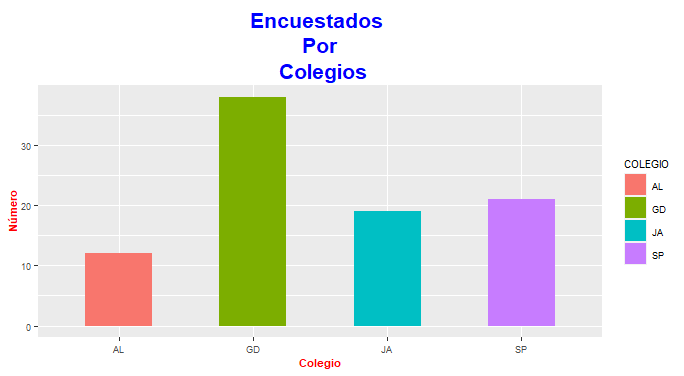 Encuestados
Por
Colegios
Número
30
20
10
0
AL
GD
JA
SP
Colegio
COLEGIO
AL
GD
JA
SP